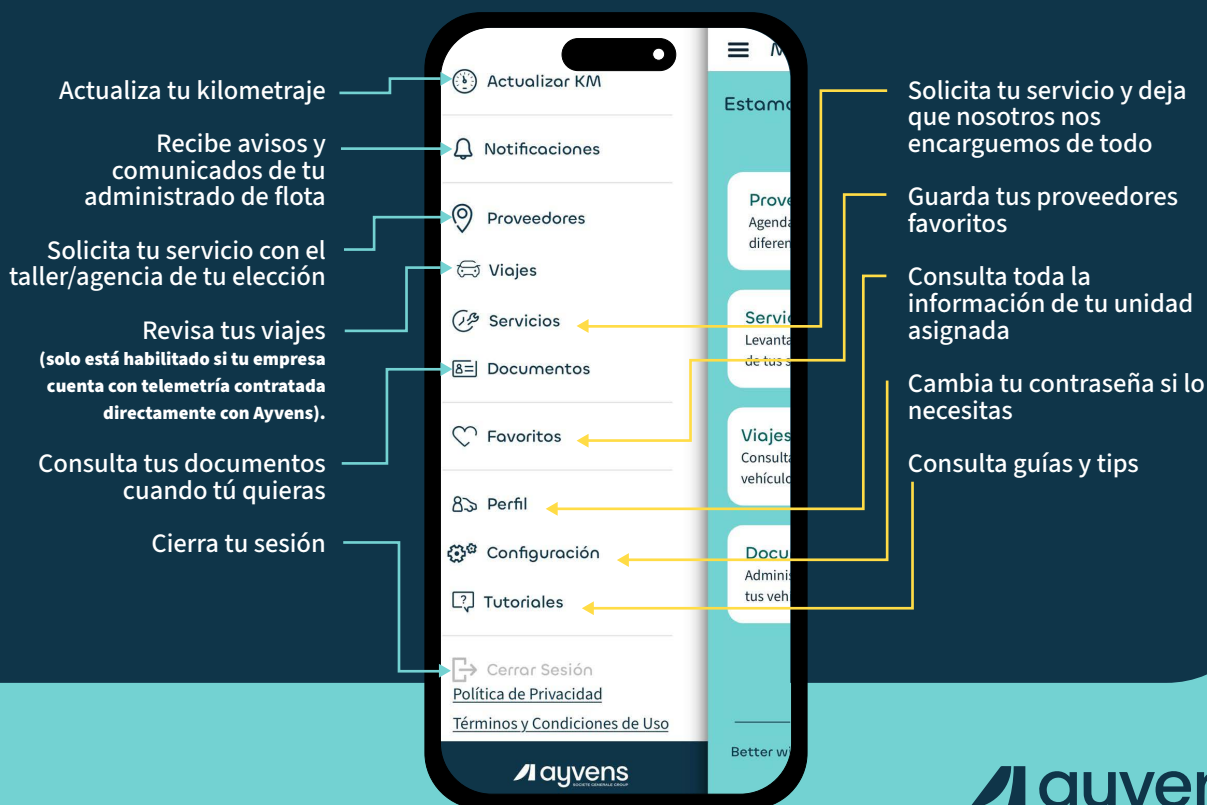 Actualiza tu kilometraje
Recibe avisos y
comunicados de tu
administrado de flota
Solicita tu servicio con el
taller/agencia de tu elección
Revisa tus viajes
(solo está habilitado si tu empresa
cuenta con telemetría contratada
directamente con Ayvens).
Consulta tus documentos
cuando tú quieras
Cierra tu sesión
Actualizar KM
Notificaciones
Proveedores
Viajes
Servicios
Documentos
Favoritos
Perfil
Configuración
Tutoriales
Cerrar Sesión
Política de Privacidad
Términos y Condiciones de Uso
ayvens
SOCIETE GENERALE GROUP
M
Estamo
Prove
Agenda
diferen
Servic
Levanta
de tus s
Viajes
Consulta
vehículo
Docu
Adminis
tus vehí
Better wi
Solicita tu servicio y deja
que nosotros nos
encarguemos de todo
Guarda tus proveedores
favoritos
Consulta toda la
información de tu unidad
asignada
Cambia tu contraseña si lo
necesitas
Consulta guías y tips
ayven